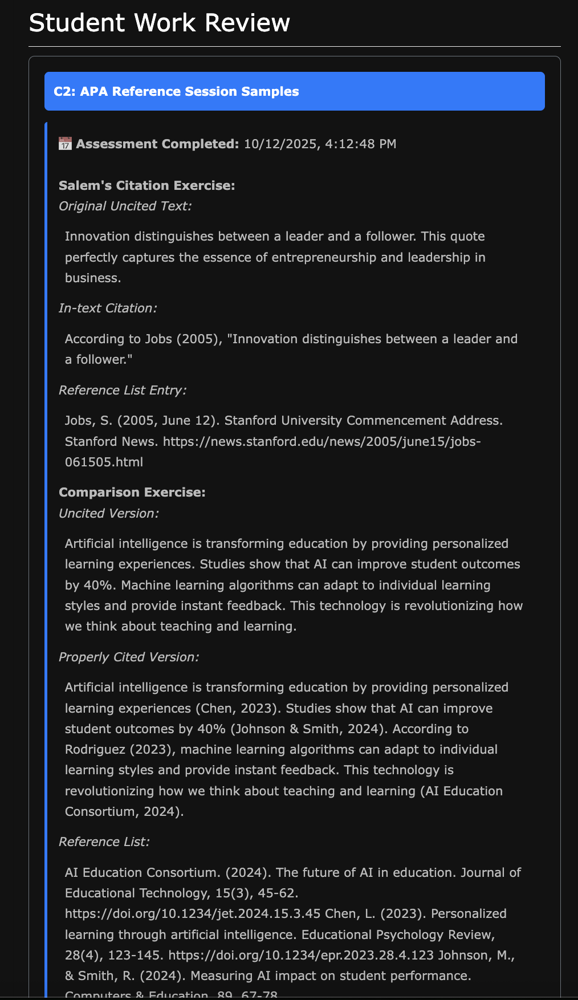 Student Work Review
C2: APA Reference Session Samples
17 Assessment Completed: 10/12/2025, 4:12:48 PM
Salem's Citation Exercise:
Original Uncited Text:
Innovation distinguishes between a leader and a follower. This quote
perfectly captures the essence of entrepreneurship and leadership in
business.
In-text Citation:
According to Jobs (2005), "Innovation distinguishes between a leader and
a follower."
Reference List Entry:
Jobs, S. (2005, June 12). Stanford University Commencement Address.
Stanford News. https://news.stanford.edu/news/2005/june15/jobs-
061505.html
Comparison Exercise:
Uncited Version:
Artificial intelligence is transforming education by providing personalized
learning experiences. Studies show that AI can improve student outcomes
by 40%. Machine learning algorithms can adapt to individual learning
styles and provide instant feedback. This technology is revolutionizing how
we think about teaching and learning.
Properly Cited Version:
Artificial intelligence is transforming education by providing personalized
learning experiences (Chen, 2023). Studies show that AI can improve
student outcomes by 40% (Johnson & Smith, 2024). According to
Rodriguez (2023), machine learning algorithms can adapt to individual
learning styles and provide instant feedback. This technology is
revolutionizing how we think about teaching and learning (AI Education
Consortium, 2024).
Reference List:
AI Education Consortium. (2024). The future of AI in education. Journal of
Educational Technology, 15(3), 45-62.
https://doi.org/10.1234/jet.2024.15.3.45 Chen, L. (2023). Personalized
learning through artificial intelligence. Educational Psychology Review,
28(4), 123-145. https://doi.org/10.1234/epr.2023.28.4.123 Johnson, M.,
& Smith, R. (2024). Measuring AI impact on student performance.
Computers & Education, 89, 67-78.